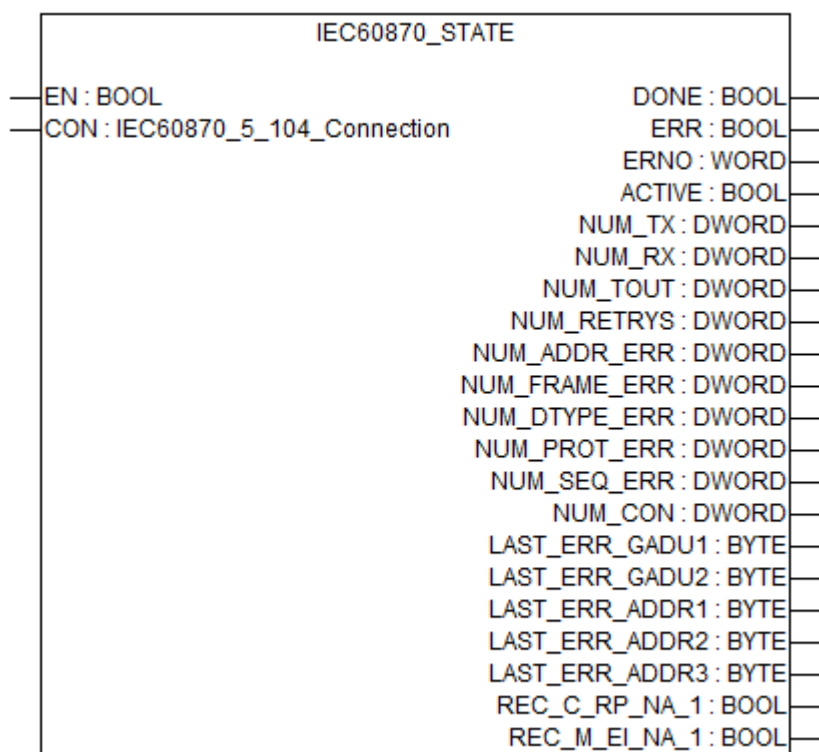 IEC60870_STATE
EN : BOOL DONE : BOOL
CON : IEC60870_5_104_Connection ERR : BOOL
ERNO : WORD
ACTIVE : BOOL
NUM_TX : DWORD
NUM_RX : DWORD
NUM_TOUT : DWORD
NUM_RETRYS : DWORD
NUM_ADDR_ERR : DWORD
NUM_FRAME_ERR : DWORD
NUM_DTYPE_ERR : DWORD
NUM_PROT_ERR : DWORD
NUM_SEQ_ERR : DWORD
NUM_CON : DWORD
LAST_ERR_GADU1 : BYTE
LAST_ERR_GADU2 : BYTE
LAST_ERR_ADDR1 : BYTE
LAST_ERR_ADDR2 : BYTE
LAST_ERR_ADDR3 : BYTE
REC_C_RP_NA_1 : BOOL
REC_M_EI_NA_1 : BOOL